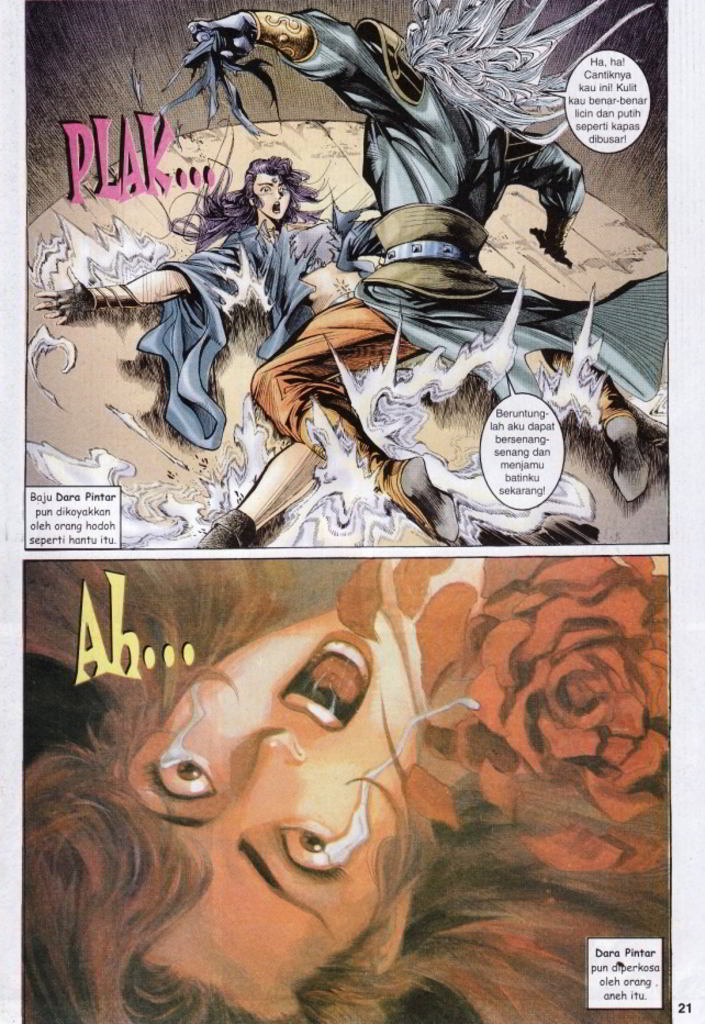 Ha, ha!
Cantiknya
kau ini! Kulit
kau benar-benar
licin dan putih
seperti kapas
dibusar!
PLAK...
Beruntung-
lah aku dapat
bersenang-
senang dan
menjamu
batinku
sekarang!
Baju Dara Pintar
pun dikoyakkan
oleh orang hodoh
seperti hantu itu.
Ah...
Dara Pintar
pun diperkosa
oleh orang
aneh itu.
21